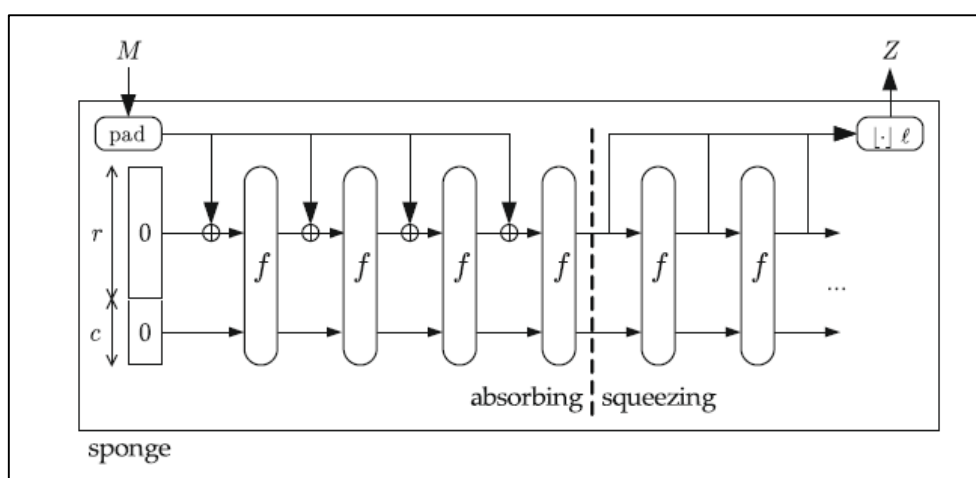 M Z
pad ⌊·⌋ ℓ
r 0 f f f f f f
c 0 ...
absorbing squeezing
sponge